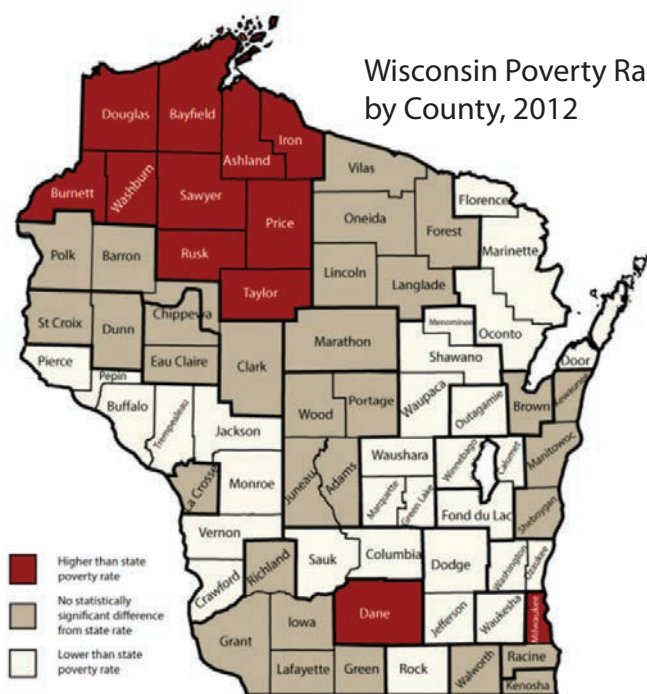 Wisconsin Poverty Ra
by County, 2012
Douglas
Bayfield
Ashland
Iron
Burnett
Washburn
Sawyer
Price
Rusk
Taylor
Vilas
Oneida
Forest
Florence
Marinette
Polk
Barron
Lincoln
Langlade
Chippewa
St Croix
Dunn
Eau Claire
Clark
Marathon
Menominee
Oconto
Shawano
Door
Pierce
Pepin
Buffalo
Trempealeau
Jackson
Wood
Portage
Waupaca
Outagamie
Brown
Kewaunee
La Crosse
Monroe
Juneau
Adams
Waushara
Marquette
Green Lake
Winnebago
Calumet
Manitowoc
Fond du Lac
Sheboygan
Vernon
Crawford
Richland
Sauk
Columbia
Dodge
Washington
Ozaukee
Higher than state
poverty rate
No statistically
significant difference
from state rate
Lower than state
poverty rate
Grant
Iowa
Dane
Jefferson
Waukesha
Milwaukee
Lafayette
Green
Rock
Walworth
Racine
Kenosha